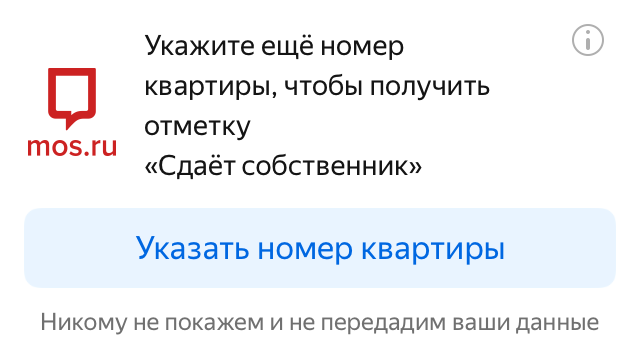 Укажите ещё номер
квартиры, чтобы получить
отметку
«Сдаёт собственник»
mos.ru
Указать номер квартиры
Никому не покажем и не передадим ваши данные